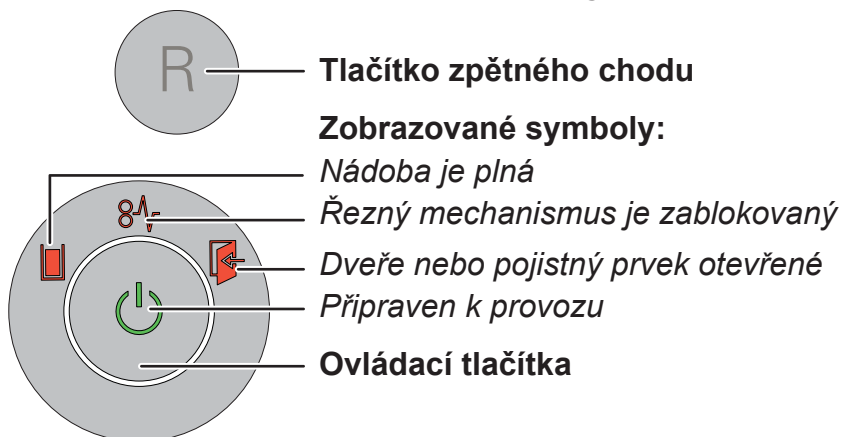 R
Tlačítko zpětného chodu
Zobrazované symboly:
Nádoba je plná
Řezný mechanismus je zablokovaný
Dveře nebo pojistný prvek otevřené
Připraven k provozu
Ovládací tlačítka